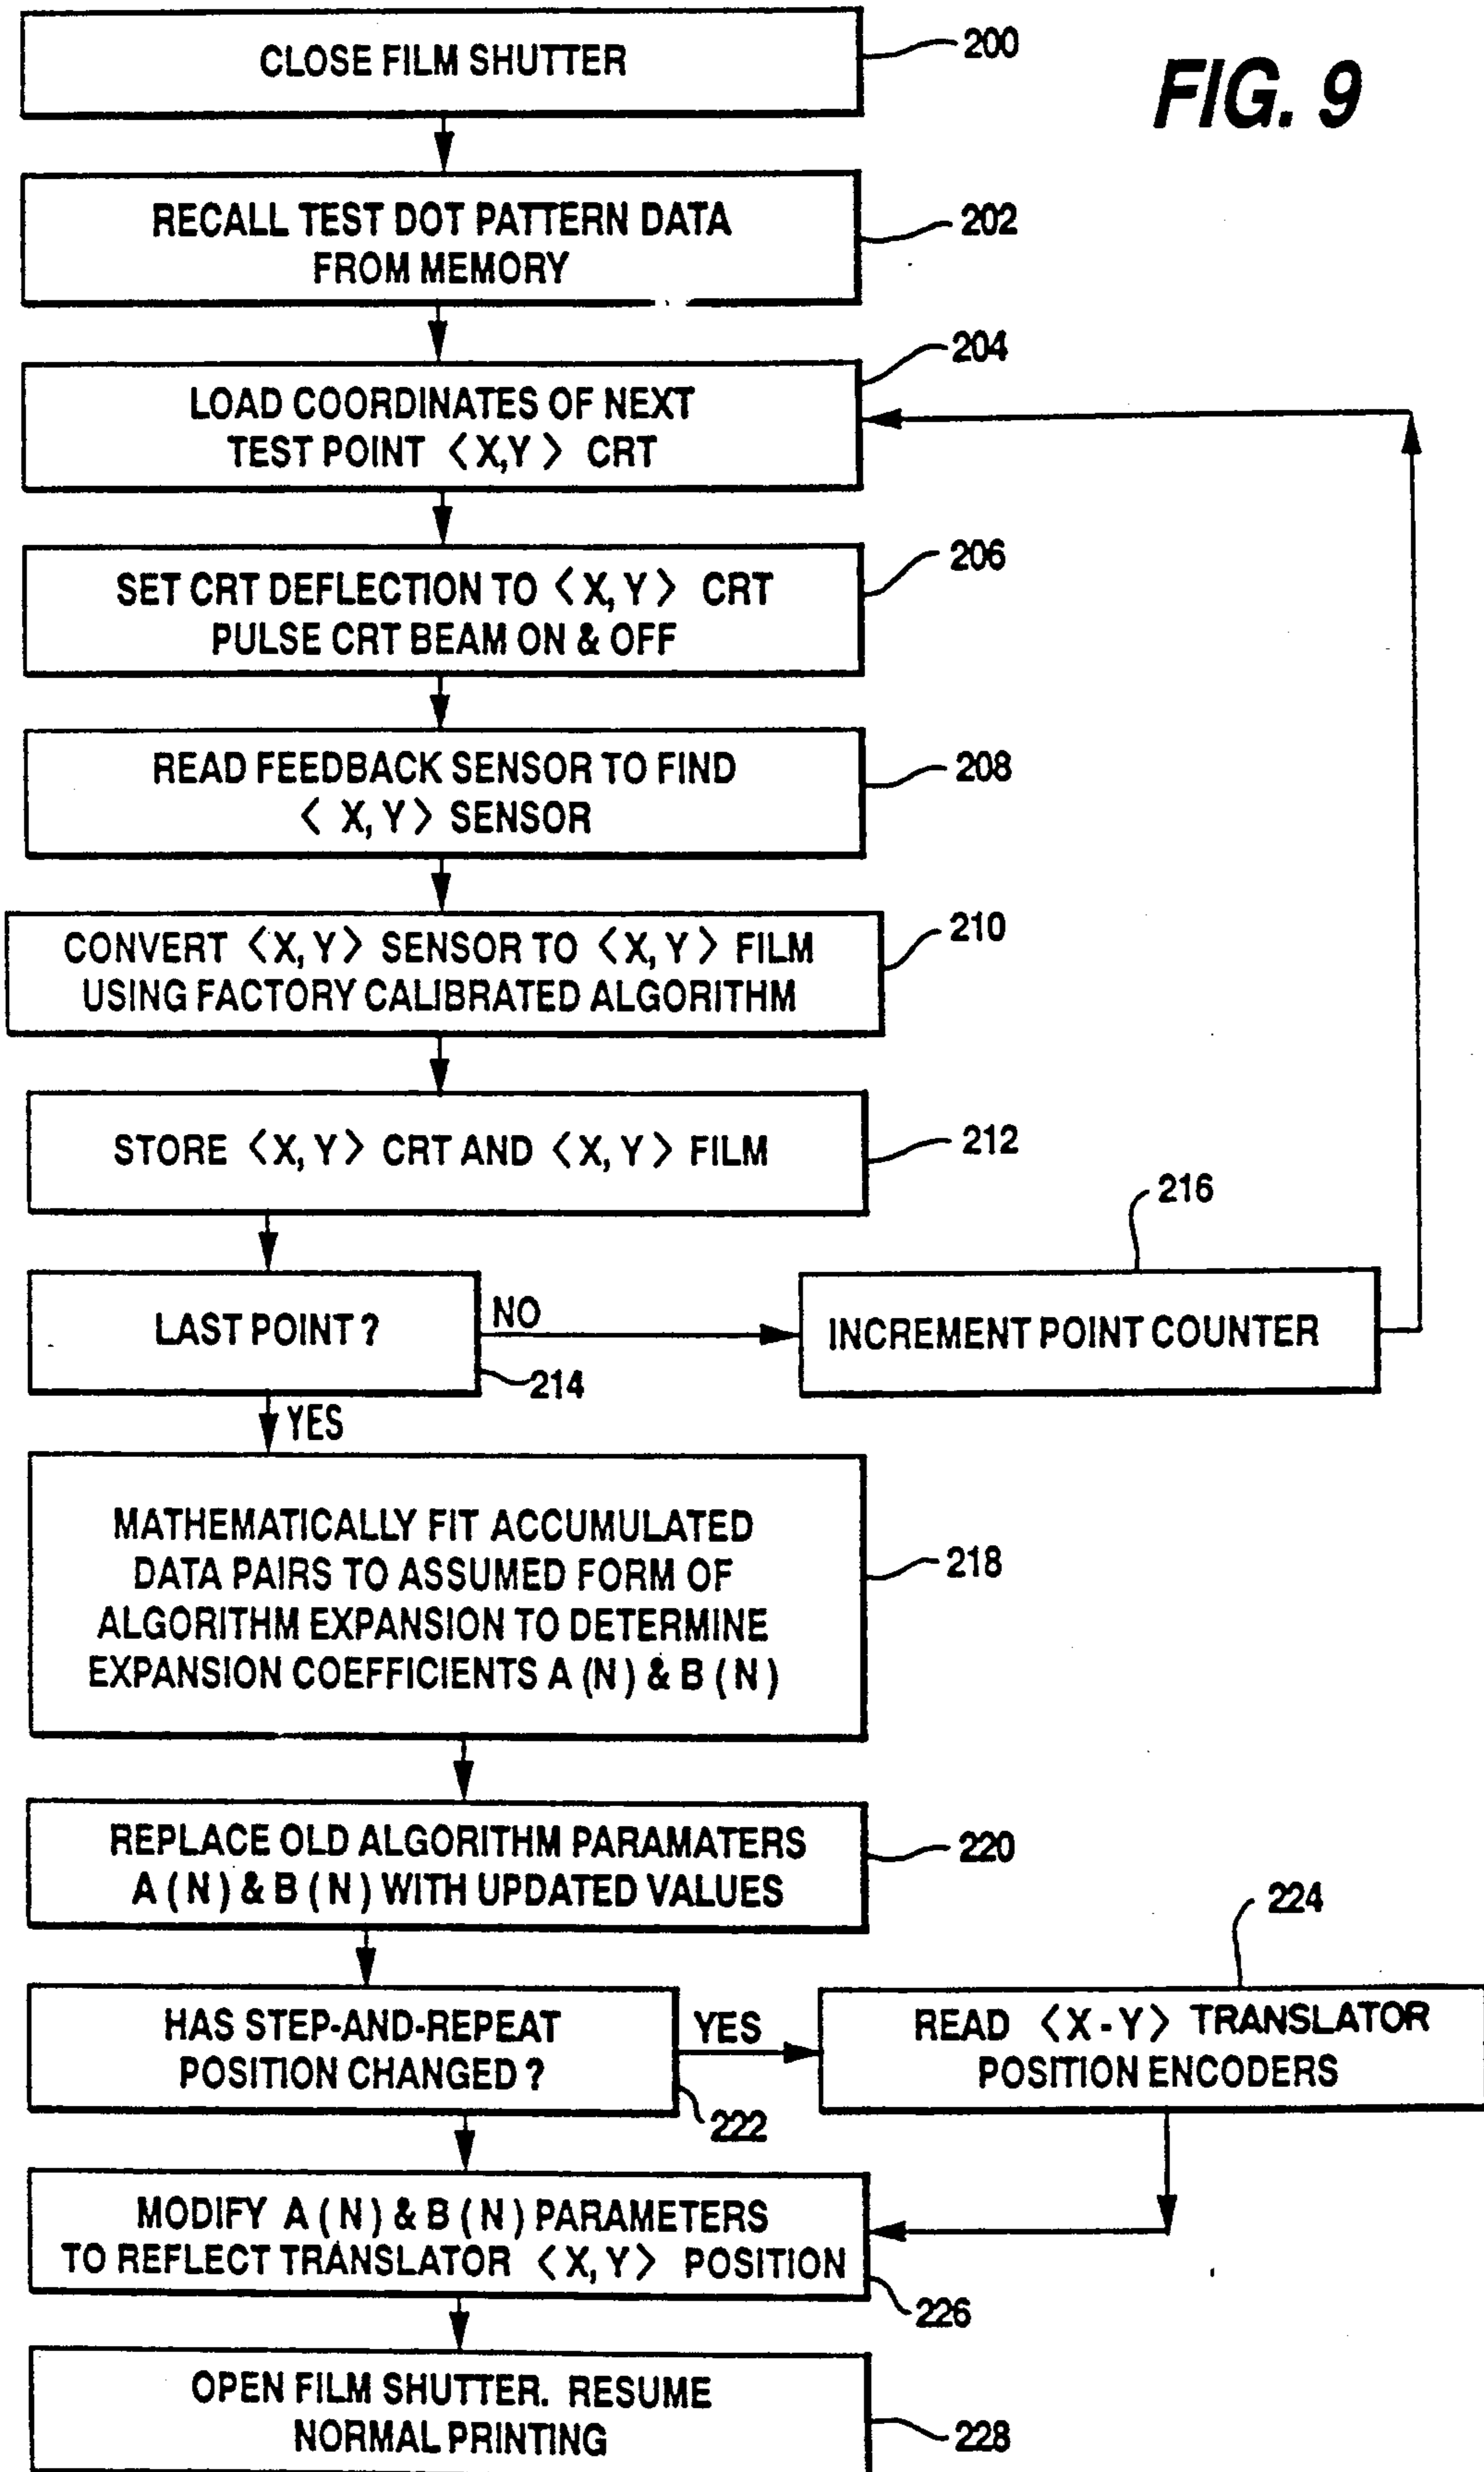 FIG. 9
CLOSE FILM SHUTTER
200
RECALL TEST DOT PATTERN DATA
FROM MEMORY
202
LOAD COORDINATES OF NEXT
TEST POINT <X,Y> CRT
204
SET CRT DEFLECTION TO <X, Y> CRT
PULSE CRT BEAM ON & OFF
206
READ FEEDBACK SENSOR TO FIND
< X, Y> SENSOR
208
CONVERT <X, Y> SENSOR TO <X, Y> FILM
USING FACTORY CALIBRATED ALGORITHM
210
STORE <X, Y> CRT AND <X, Y> FILM
212
LAST POINT ?
214
NO
INCREMENT POINT COUNTER
216
YES
MATHEMATICALLY FIT ACCUMULATED
DATA PAIRS TO ASSUMED FORM OF
ALGORITHM EXPANSION TO DETERMINE
EXPANSION COEFFICIENTS A (N) & B ( N )
218
REPLACE OLD ALGORITHM PARAMATERS
A ( N ) & B ( N ) WITH UPDATED VALUES
220
HAS STEP-AND-REPEAT
POSITION CHANGED ?
222
YES
READ <X - Y> TRANSLATOR
POSITION ENCODERS
224
MODIFY A ( N ) & B ( N ) PARAMETERS
TO REFLECT TRANSLATOR <X, Y> POSITION
226
OPEN FILM SHUTTER. RESUME
NORMAL PRINTING
228